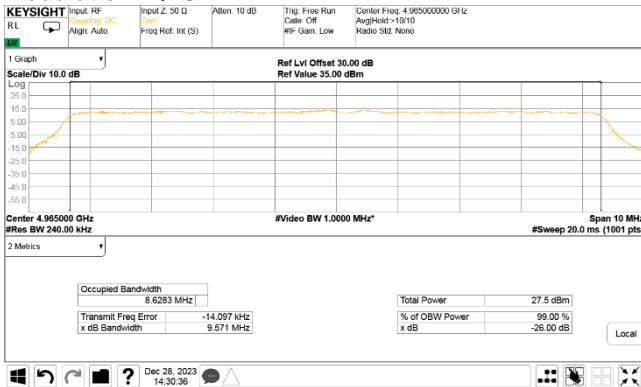 KEYSIGHT Input: RF Input Z: 50 Ω Atten: 10 dB Trig: Free Run Center Freq: 4.965000000 GHz
RL Coupling: DC Corr Gate: Off Avg|Hold:>10/10
Align: Auto Freq Ref: Int (S) #IF Gain: Low Radio Std: None
LVI
1 Graph
Ref Lvl Offset 30.00 dB
Scale/Div 10.0 dB Ref Value 35.00 dBm
Log
25.0
15.0
5.00
-5.00
-15.0
-25.0
-35.0
-45.0
-55.0
Center 4.965000 GHz #Video BW 1.0000 MHz* Span 10 MHz
#Res BW 240.00 kHz #Sweep 20.0 ms (1001 pts
2 Metrics
Occupied Bandwidth
8.6283 MHz Total Power 27.5 dBm
Transmit Freq Error -14.097 kHz % of OBW Power 99.00 %
x dB Bandwidth 9.571 MHz x dB -26.00 dB
Local
?
Dec 28, 2023
14:30:36